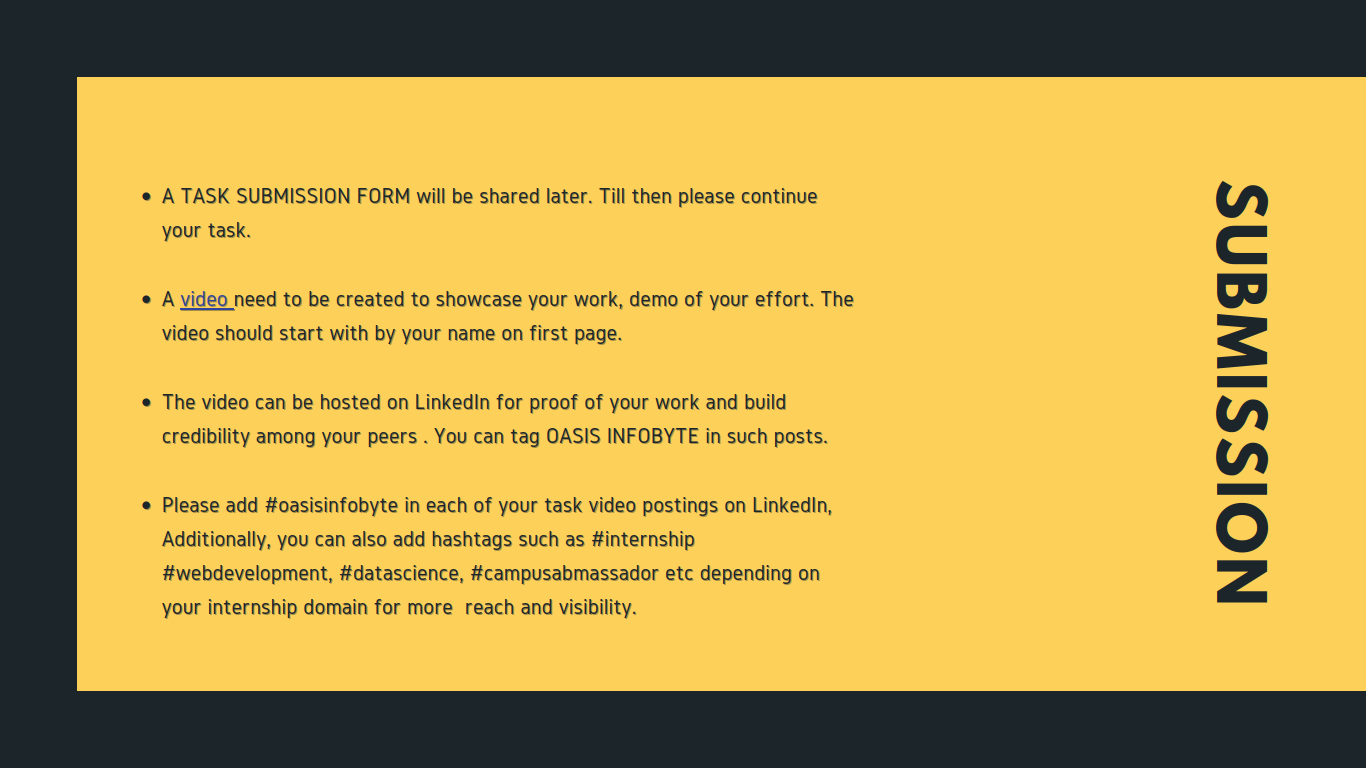 • A TASK SUBMISSION FORM will be shared later. Till then please continue
your task.
• A video need to be created to showcase your work, demo of your effort. The
video should start with by your name on first page.
• The video can be hosted on LinkedIn for proof of your work and build
credibility among your peers . You can tag OASIS INFOBYTE in such posts.
• Please add #oasisinfobyte in each of your task video postings on LinkedIn,
Additionally, you can also add hashtags such as #internship
#webdevelopment, #datascience, #campusabmassador etc depending on
your internship domain for more  reach and visibility.
SUBMISSION